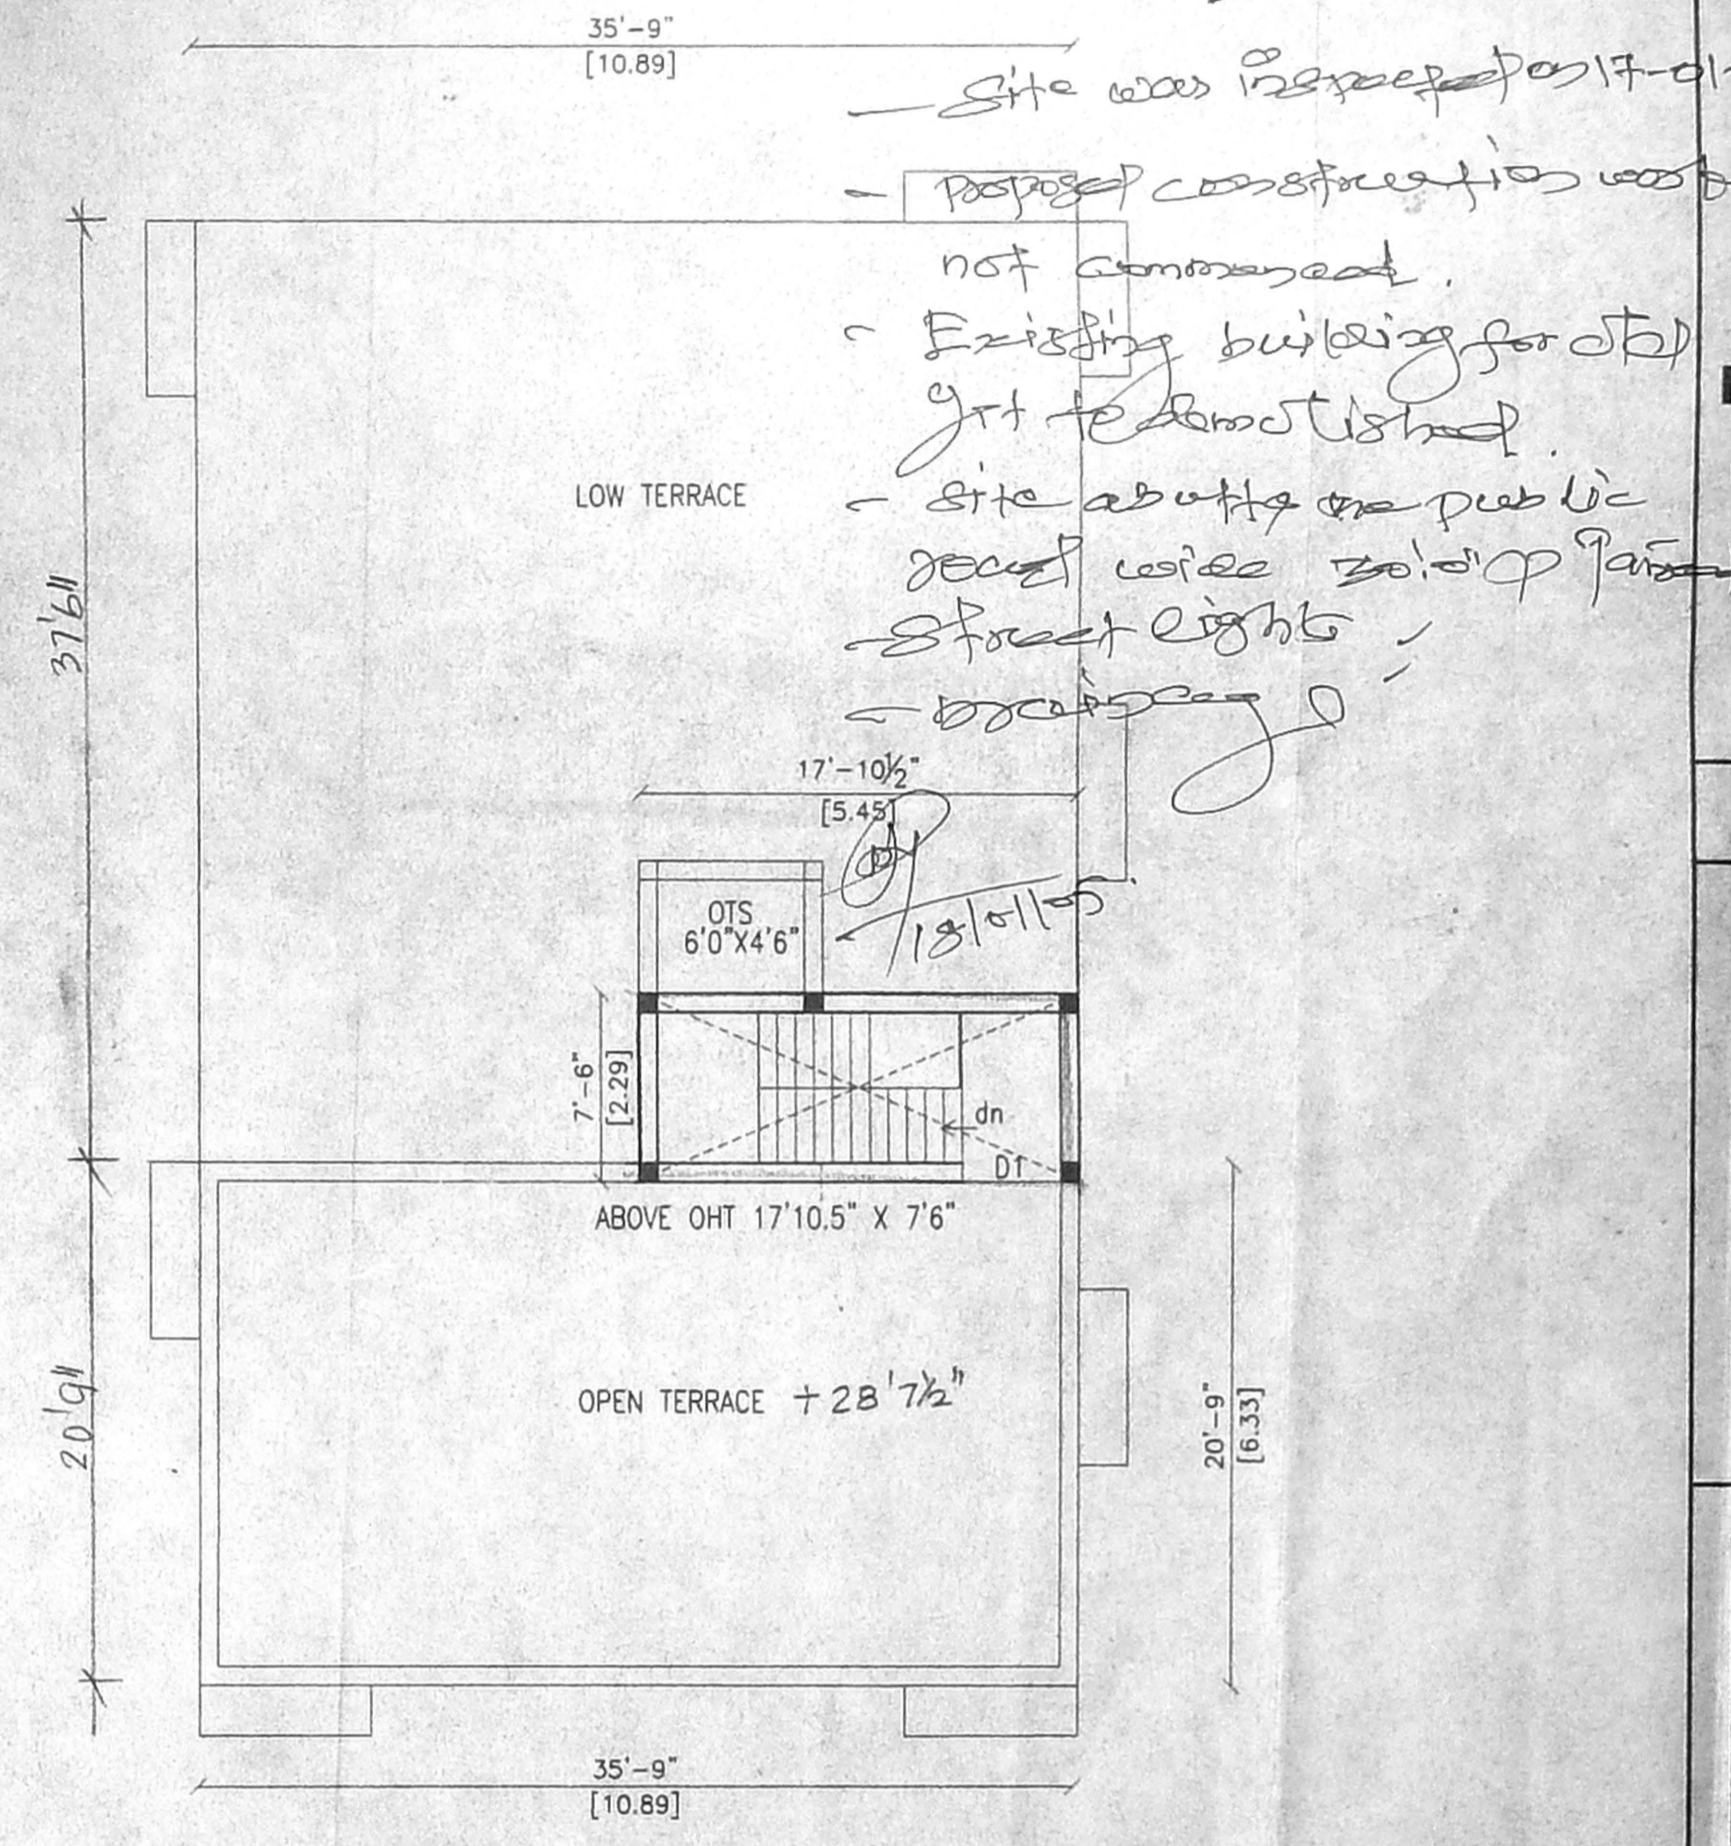 35'-9"
[10.89]
- Site was inspected on 17-01-
- proposed construction work
not commenced.
- Existing building for old
yet to demolished.
- Site abutts one public
road wide 30'.0"
- Street lights
- Drainage
37'6"
LOW TERRACE
17'-10½"
[5.45]
18/01/05
OTS
6'0"X4'6"
7'-6"
[2.29]
dn
D1
ABOVE OHT 17'10.5" X 7'6"
OPEN TERRACE +28'7½"
20'9"
20'-9"
[6.33]
35'-9"
[10.89]